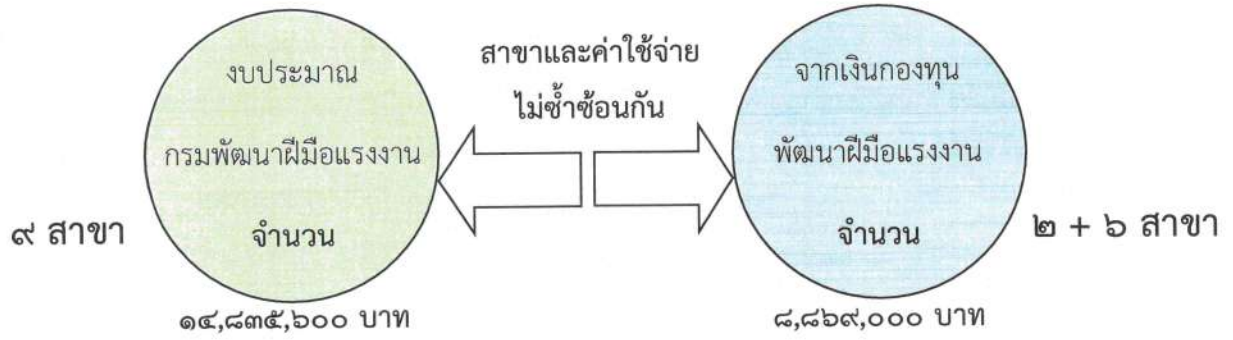 งบประมาณ
กรมพัฒนาฝีมือแรงงาน
จำนวน
๙ สาขา
๑๔,๘๓๕,๖๐๐ บาท
สาขาและค่าใช้จ่าย
ไม่ซ้ำซ้อนกัน
จากเงินกองทุน
พัฒนาฝีมือแรงงาน
จำนวน
๒ + ๖ สาขา
๘,๘๖๙,๐๐๐ บาท